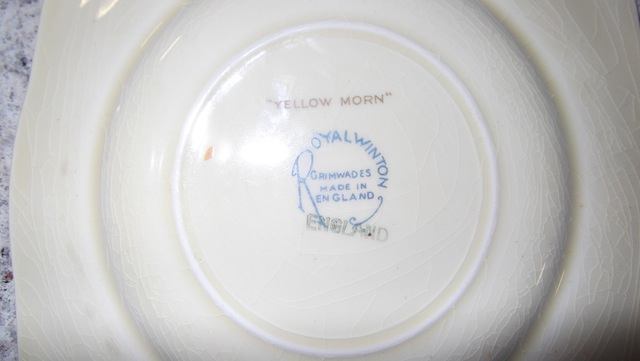 "YELLOW MORN"
ROYAL WINTON
GRIMWADES
MADE IN
ENGLAND
ENGLAND